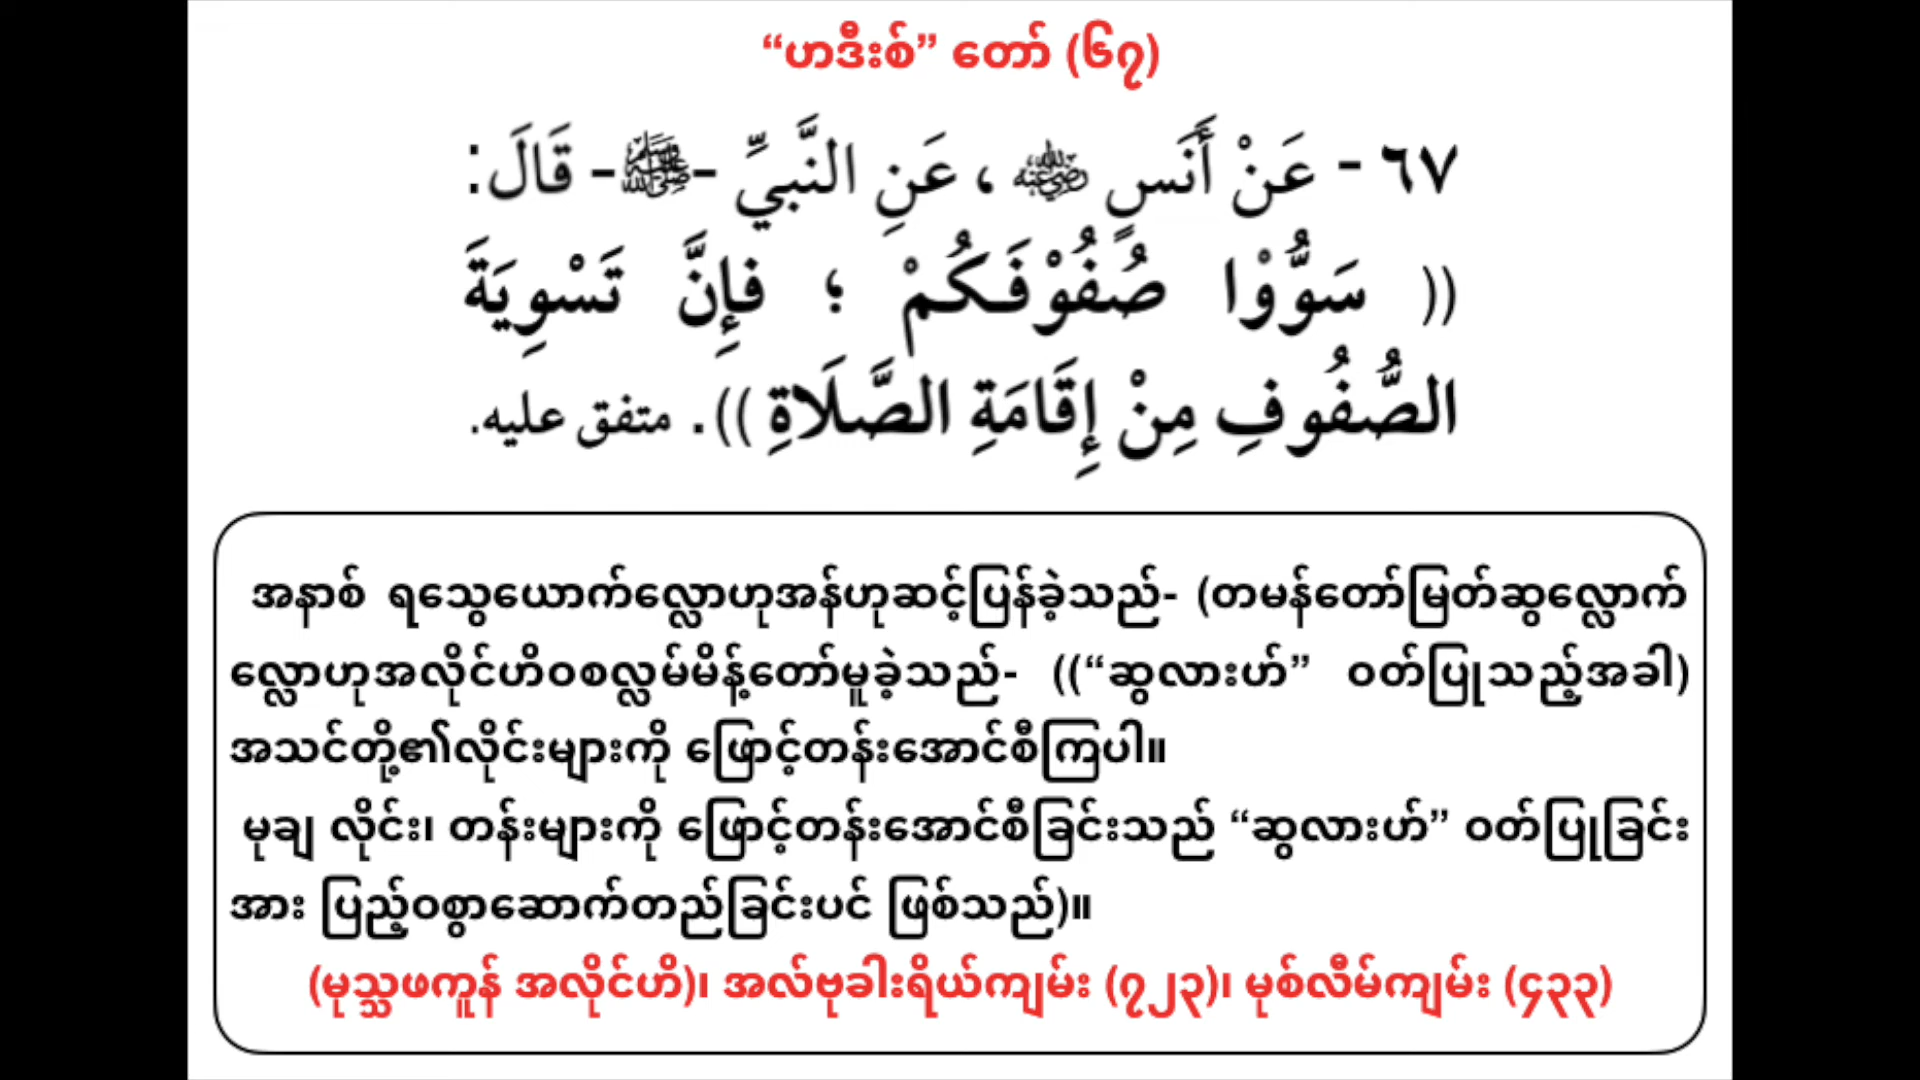 “ဟဒီးစ်” တော် (၆၇)
٦٧ - عَنْ أَنَسٍ ﵁ ، عَنِ النَّبِيِّ -ﷺ- قَالَ:
(( سَوُّوْا صُفُوْفَكُمْ ؛ فَإِنَّ تَسْوِيَةَ
الصُّفُوفِ مِنْ إِقَامَةِ الصَّلَاةِ )). متفق عليه.
အနာစ် ရသွေယောက်လ္လောဟုအန်ဟုဆင့်ပြန်ခဲ့သည်- (တမန်တော်မြတ်ဆွလ္လောက်
လ္လောဟုအလိုင်ဟိဝစလ္လမ်မိန့်တော်မူခဲ့သည်- ((“ဆွလားဟ်” ဝတ်ပြုသည့်အခါ)
အသင်တို့၏လိုင်းများကို ဖြောင့်တန်းအောင်စီကြပါ။
မုချ လိုင်း၊ တန်းများကို ဖြောင့်တန်းအောင်စီခြင်းသည် “ဆွလားဟ်” ဝတ်ပြုခြင်း
အား ပြည့်ဝစွာဆောက်တည်ခြင်းပင် ဖြစ်သည်)။
(မုသ္သဖကူန် အလိုင်ဟိ)၊ အလ်ဗုခါးရိယ်ကျမ်း (၇၂၃)၊ မုစ်လီမ်ကျမ်း (၄၃၃)